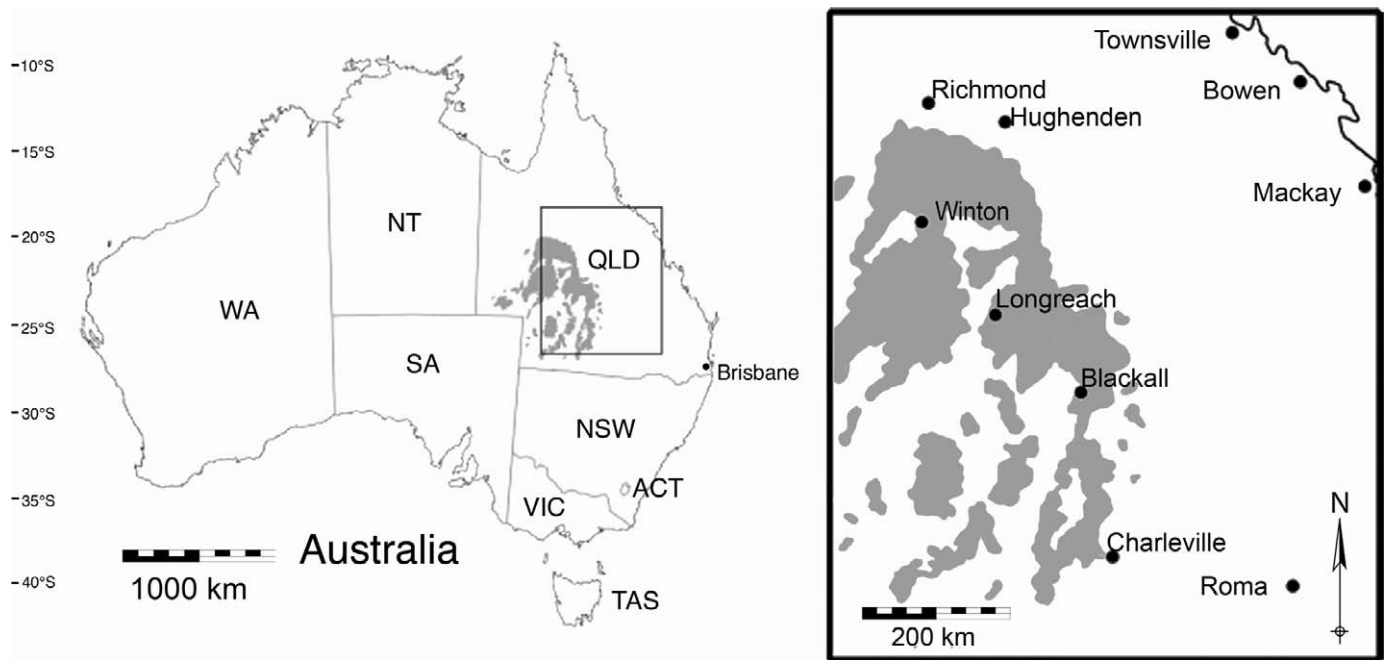 10°S
15°S
20°S
25°S
30°S
35°S
40°S
NT
QLD
WA
SA
Brisbane
NSW
ACT
VIC
Australia
1000 km
TAS
Townsville
Bowen
Richmond
Hughenden
Mackay
Winton
Longreach
Blackall
N
Charleville
Roma
200 km